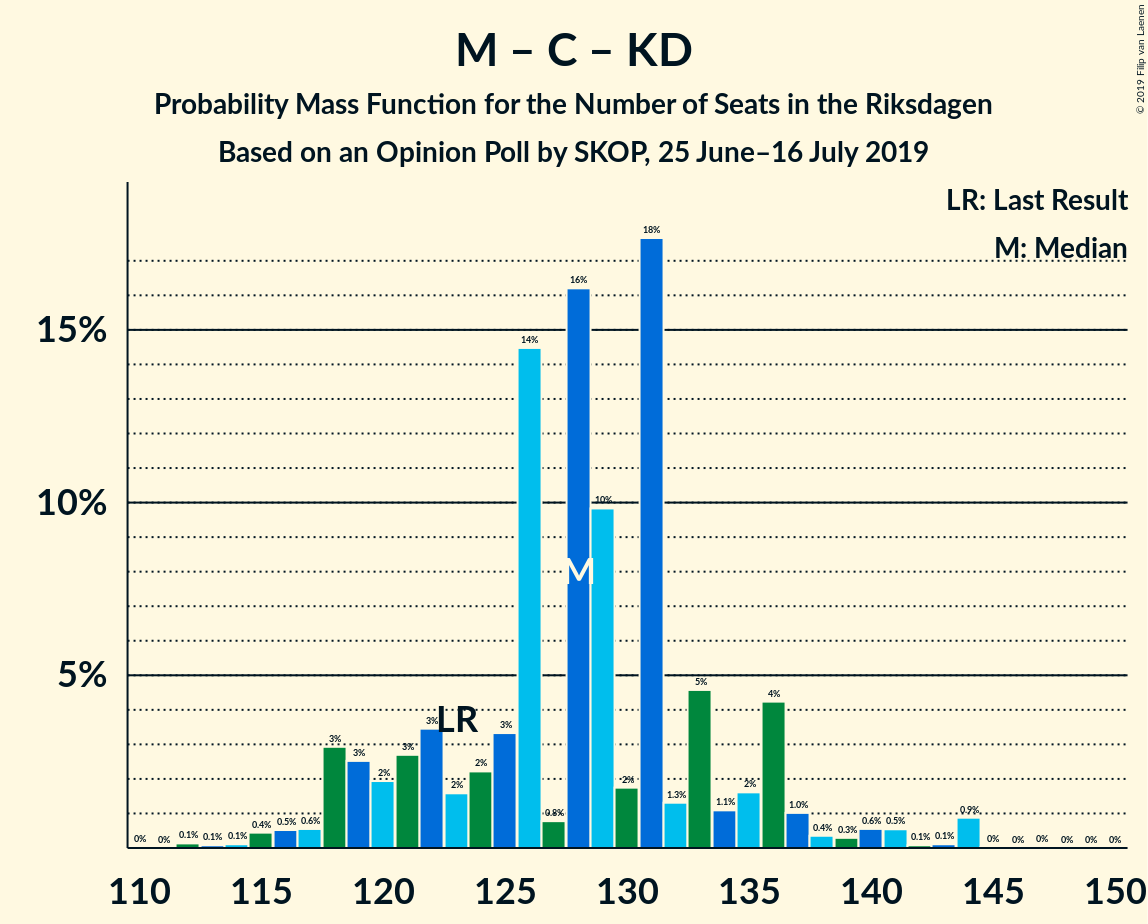 M – C – KD
Probability Mass Function for the Number of Seats in the Riksdagen
Based on an Opinion Poll by SKOP, 25 June–16 July 2019
© 2019 Filip van Laenen
LR: Last Result
M: Median
15%
10%
5%
0% 0% 0.1% 0.1% 0.1% 0.4% 0.5% 0.6% 3% 3% 2% 3% 3% 2% 2% 3% 14% 0.8% 16% 10% 2% 18% 1.3% 5% 1.1% 2% 4% 1.0% 0.4% 0.3% 0.6% 0.5% 0.1% 0.1% 0.9% 0% 0% 0% 0% 0% 0%
LR
M
110 115 120 125 130 135 140 145 150